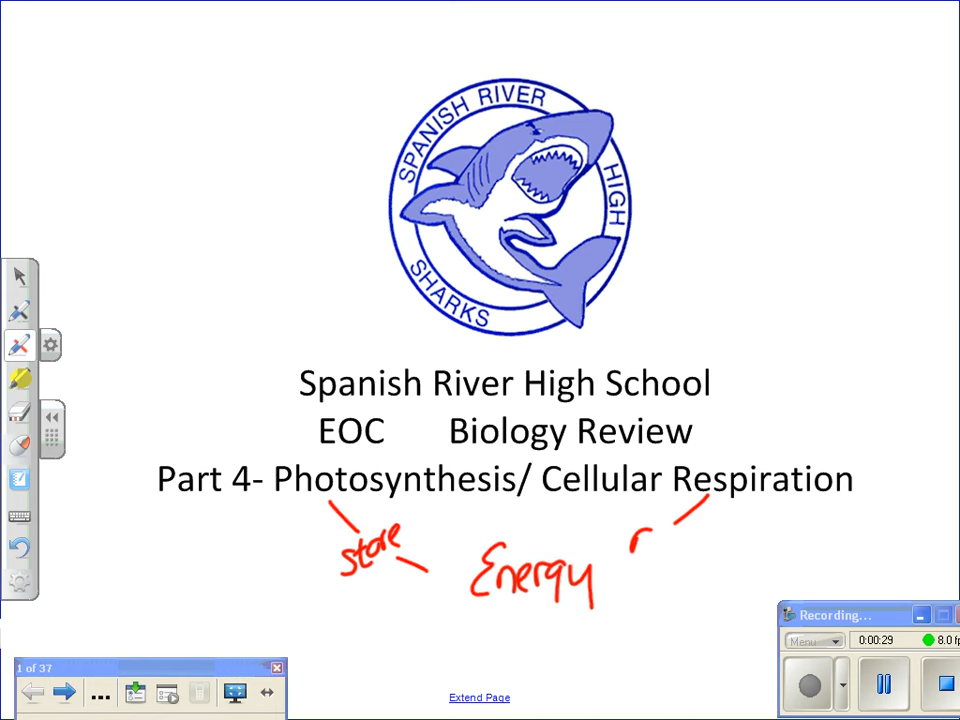 SPANISH RIVER HIGH
SHARKS
Spanish River High School
EOC Biology Review
Part 4- Photosynthesis/ Cellular Respiration
store
Energy
r
Recording...
Menu
0:00:29
8.0 fp
1 of 37
...
Extend Page